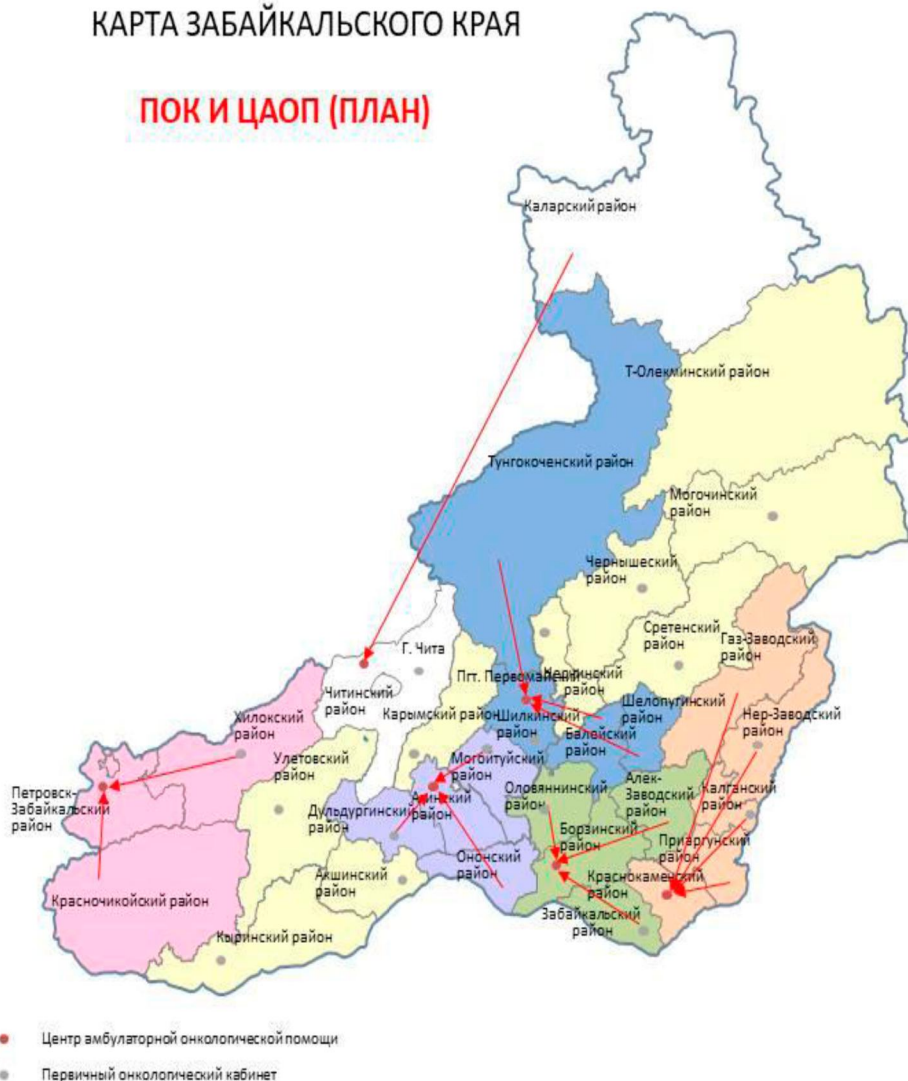 КАРТА ЗАБАЙКАЛЬСКОГО КРАЯ
ПОК И ЦАОП (ПЛАН)
Каларский район
Т-Олекминский район
Тунгокоченский район
Могочинский
район
Чернышеский
район
Сретенский
район
Газ-Заводский
район
Г. Чита
Пгт. Первомайский
Нерчинский
район
Читинский
район
Карымский район
Шилкинский
район
Шелопугинский
район
Балейский
район
Нер-Заводский
район
Хилокский
район
Улетовский
район
Могойтуйский
район
Петровск-
Забайкальский
район
Дульдургинский
район
Агинский
район
Оловяннинский
район
Алек-
Заводский
район
Калганский
район
Борзинский
район
Приаргунский
район
Ононский
район
Акшинский
район
Краснокаменский
район
Красночикойский район
Забайкальский
район
Кыринский район
Центр амбулаторной онкологической помощи
Первичный онкологический кабинет